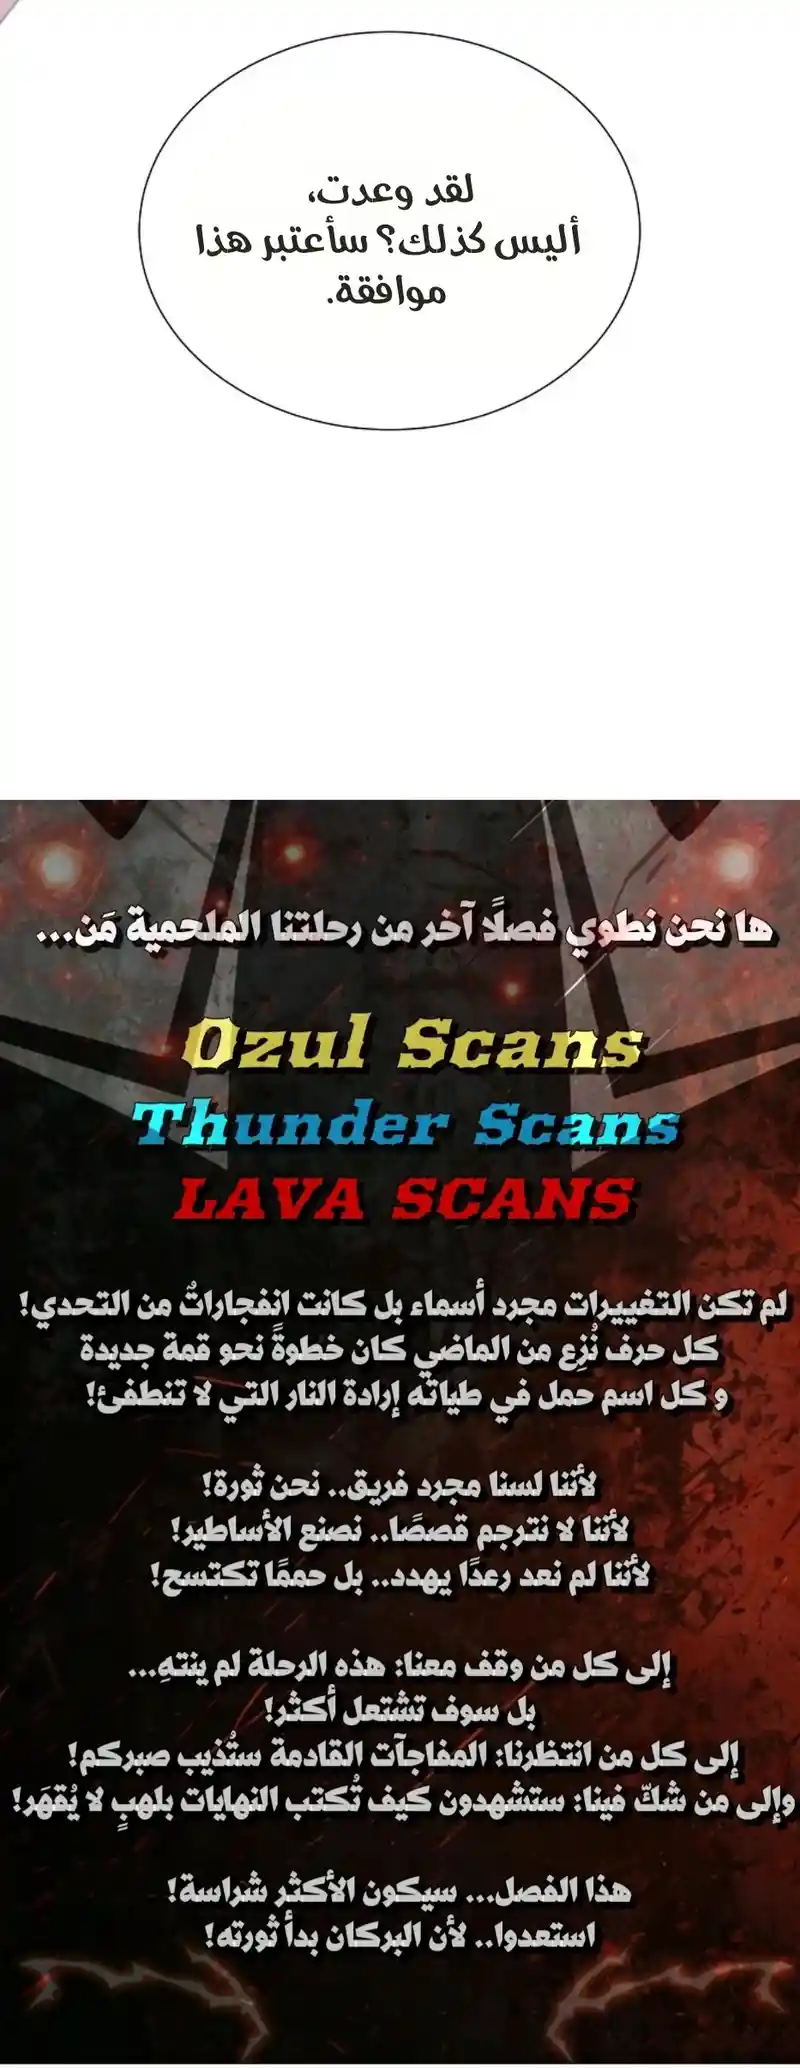 لقد وعدت،
أليس كذلك؟ سأعتبر هذا
موافقة.
ها نحن نطوي فصلًا آخر من رحلتنا الملحمية مَن...
Ozul Scans
Thunder Scans
LAVA SCANS
لم تكن التغييرات مجرد أسماء بل كانت انفجاراتٌ من التحدي!
كل حرف نُزِع من الماضي كان خطوةً نحو قمة جديدة
و كل اسم حمل في طياته إرادة النار التي لا تنطفئ!
لأننا لسنا مجرد فريق.. نحن ثورة!
لأننا لا نترجم قصصًا.. نصنع الأساطير!
لأننا لم نعد رعدًا يهدد.. بل حممًا تكتسح!
إلى كل من وقف معنا: هذه الرحلة لم ينتهِ...
بل سوف تشتعل أكثر!
إلى كل من انتظرنا: المفاجآت القادمة ستُذيب صبركم!
وإلى من شكّ فينا: ستشهدون كيف تُكتب النهايات بلهبٍ لا يُقهَر!
هذا الفصل... سيكون الأكثر شراسة!
استعدوا.. لأن البركان بدأ ثورته!